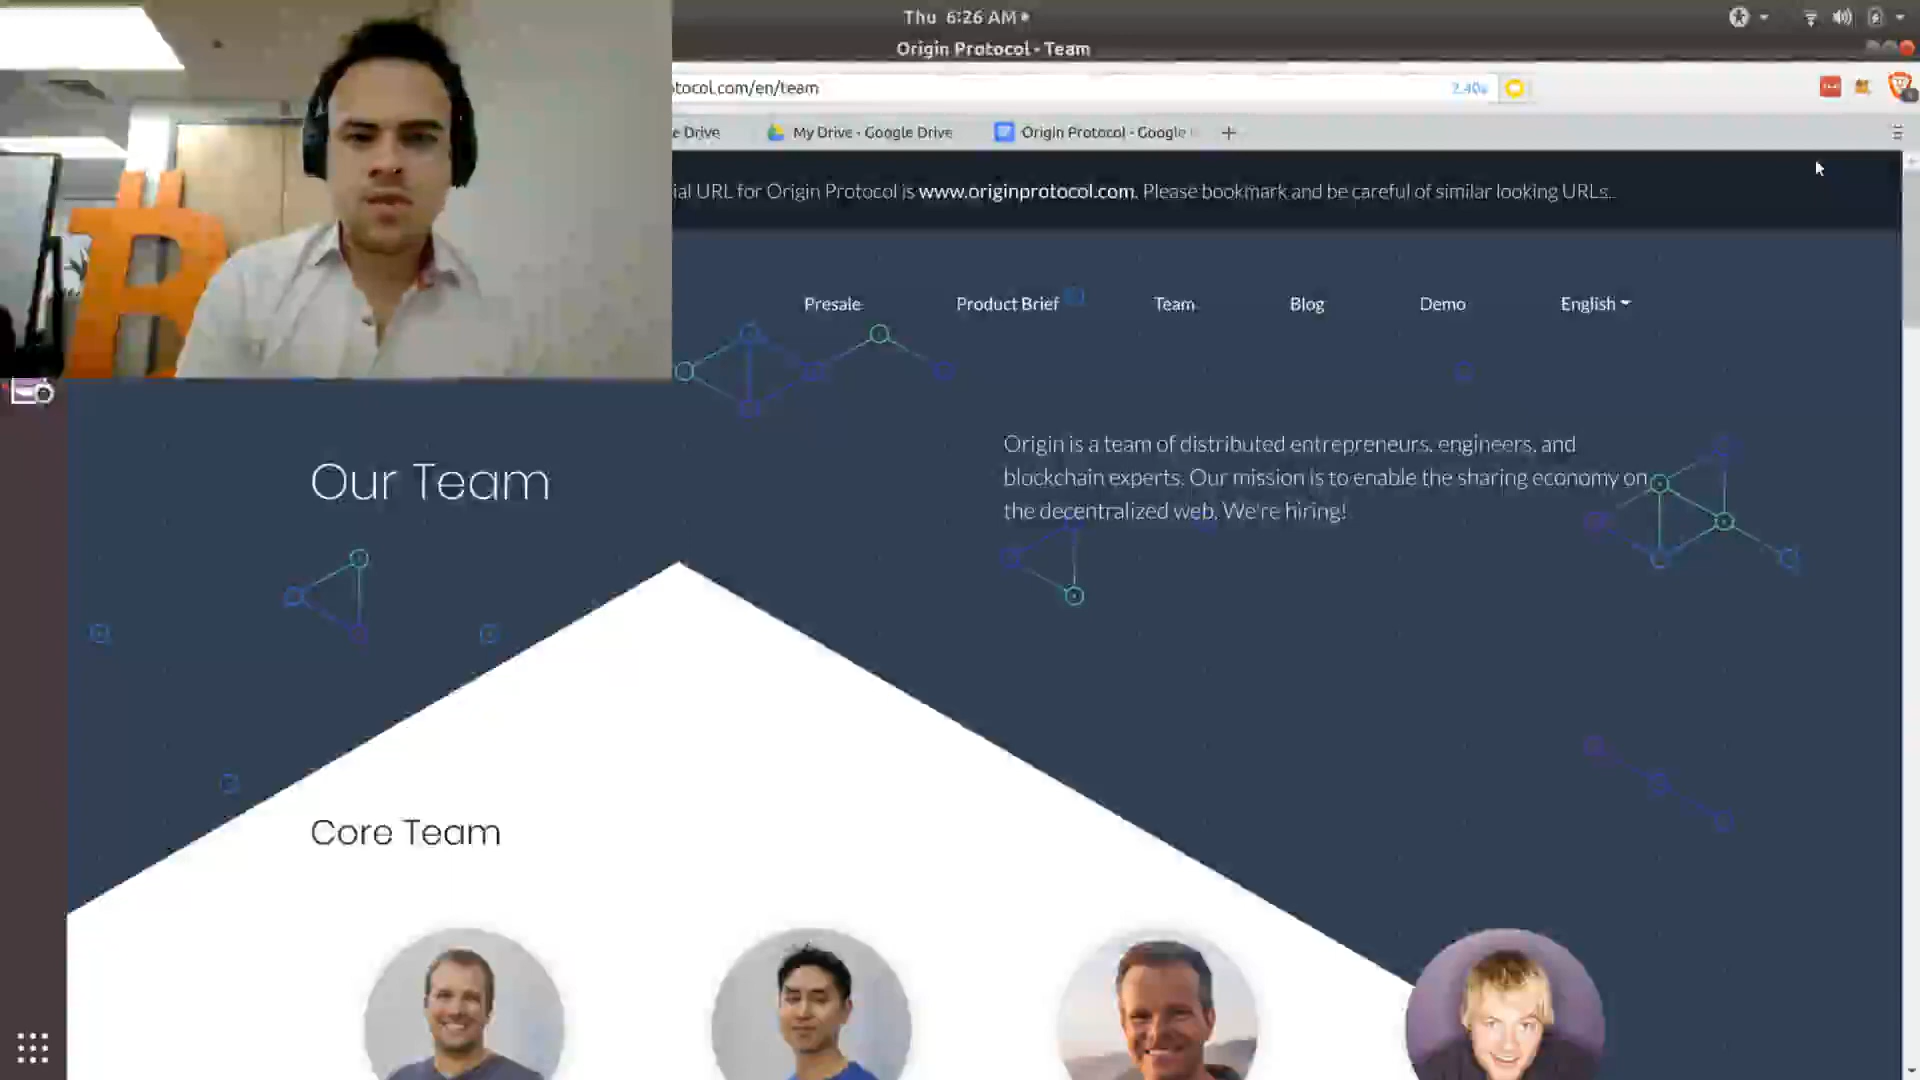 Thu 6:26 AM
Origin Protocol - Team
tocol.com/en/team
2.40
e Drive
My Drive - Google Drive
Origin Protocol - Google
ial URL for Origin Protocol is www.originprotocol.com. Please bookmark and be careful of similar looking URLs.
Presale
Product Brief
Team
Blog
Demo
English
Our Team
Origin is a team of distributed entrepreneurs, engineers, and
blockchain experts. Our mission is to enable the sharing economy on
the decentralized web. We're hiring!
Core Team